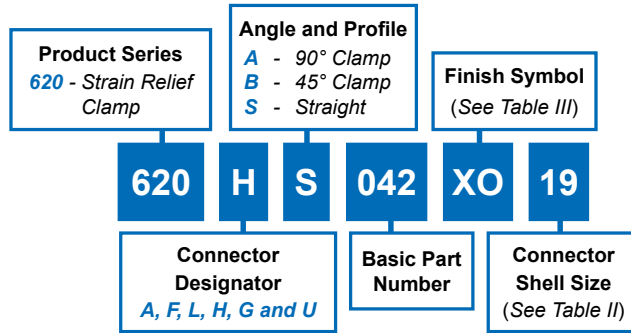 Product Series
620 - Strain Relief
Clamp
Angle and Profile
A - 90° Clamp
B - 45° Clamp
S - Straight
Finish Symbol
(See Table III)
620 H S 042 XO 19
Connector
Designator
A, F, L, H, G and U
Basic Part
Number
Connector
Shell Size
(See Table II)